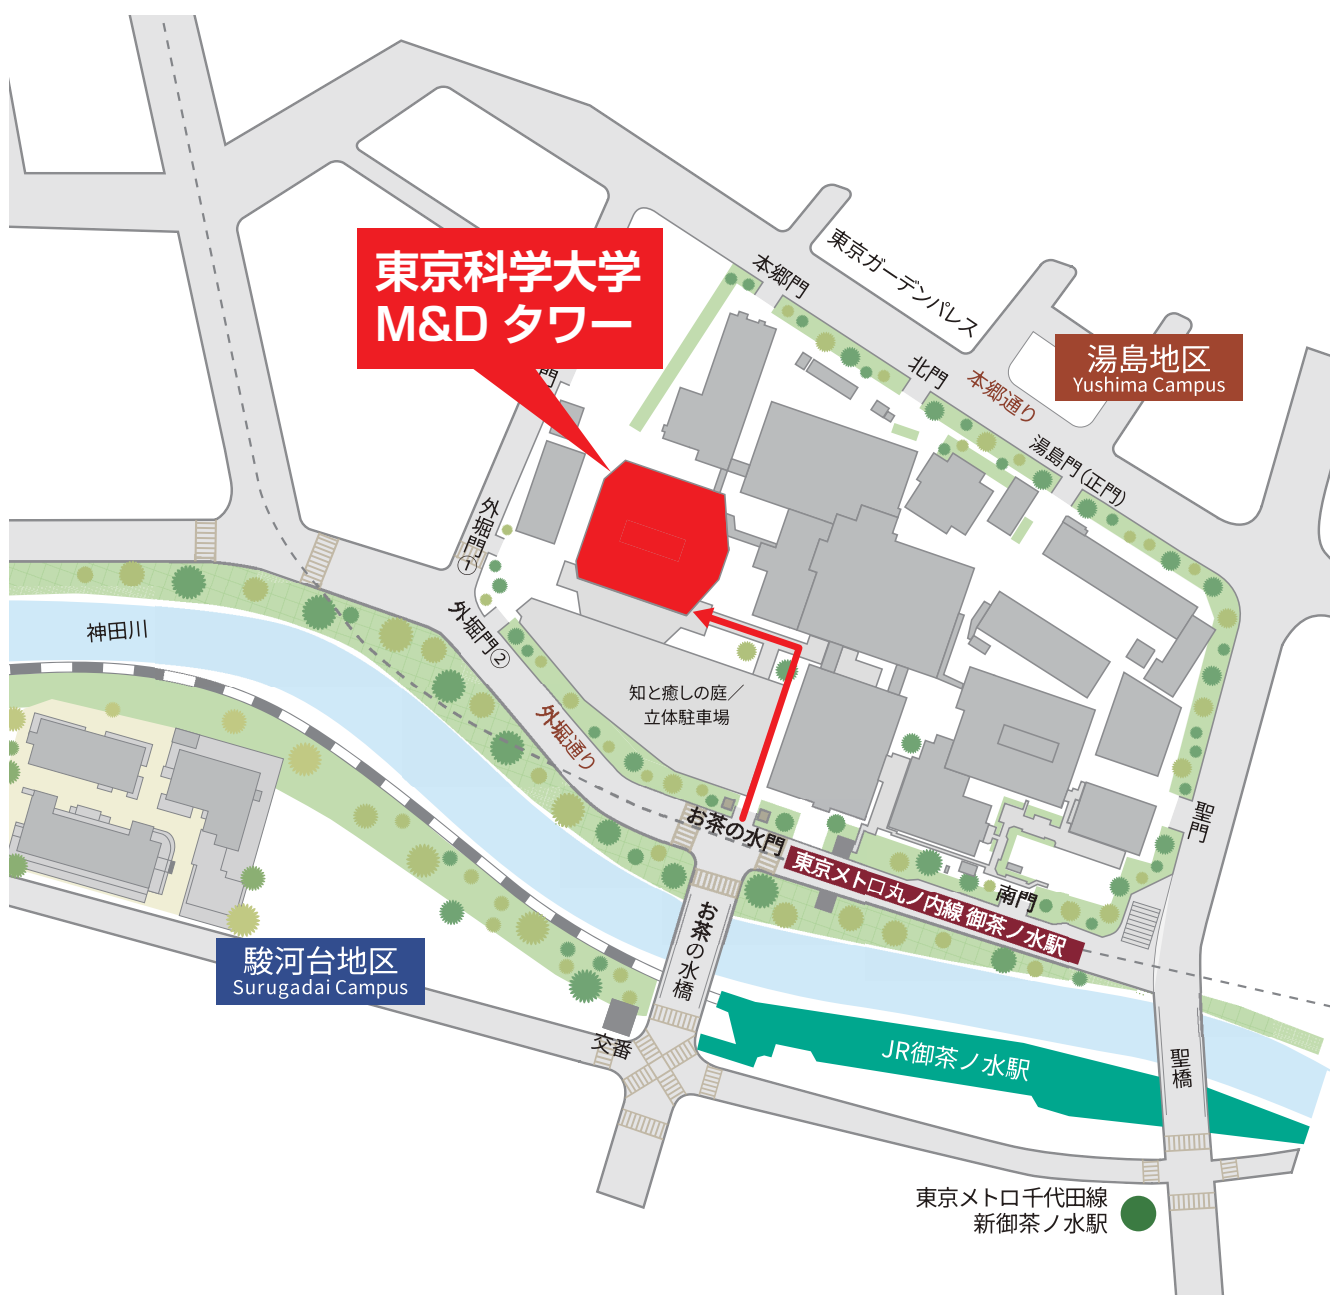 東京科学大学
M&D タワー
本郷門
東京ガーデンパレス
北門
本郷通り
湯島地区
Yushima Campus
湯島門(正門)
門
外堀門①
外堀門②
神田川
知と癒しの庭／
立体駐車場
外堀通り
お茶の水門
東京メトロ丸ノ内線 御茶ノ水駅
南門
聖門
駿河台地区
Surugadai Campus
お茶の水橋
交番
JR御茶ノ水駅
聖橋
東京メトロ千代田線
新御茶ノ水駅